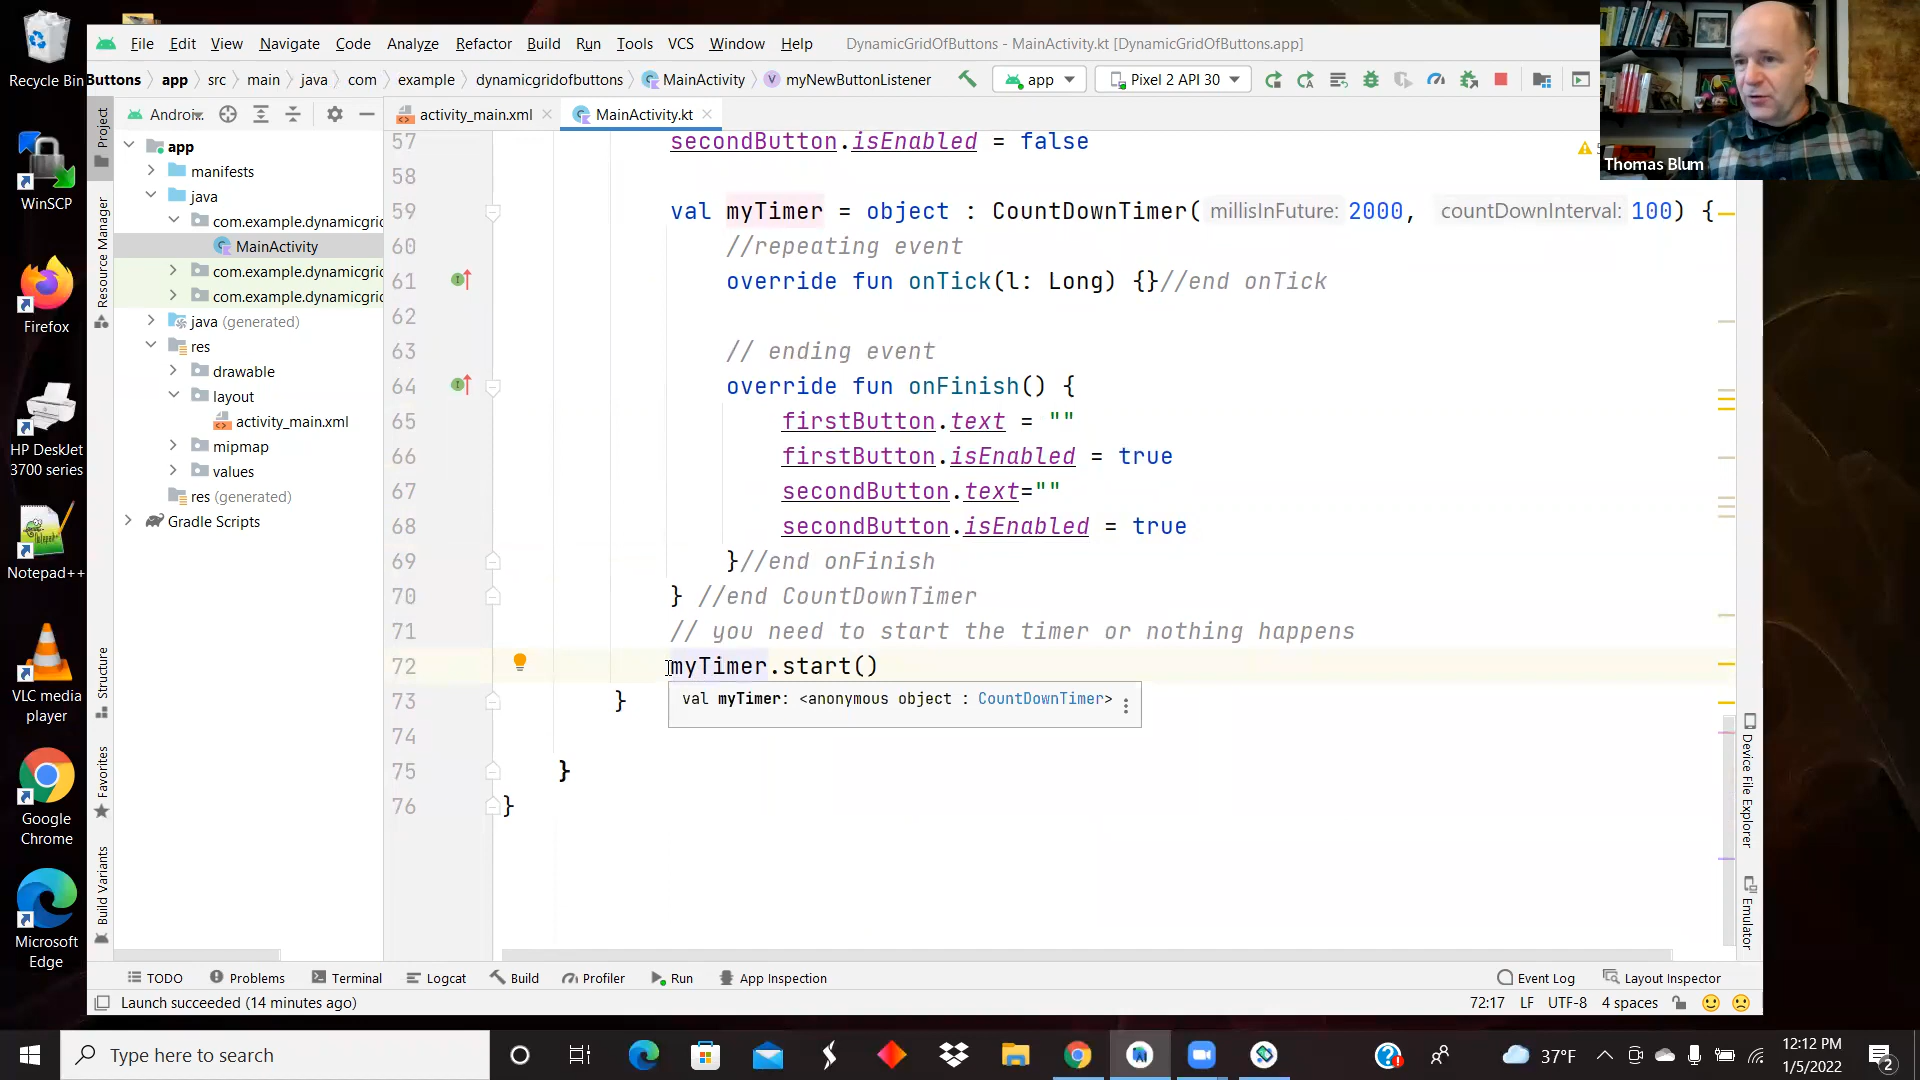 File Edit View Navigate Code Analyze Refactor Build Run Tools VCS Window Help DynamicGridOfButtons - MainActivity.kt [DynamicGridOfButtons.app]
Buttons app src main java com example dynamicgridofbuttons MainActivity myNewButtonListener app Pixel 2 API 30
Thomas Blum
activity_main.xml MainActivity.kt
Recycle Bin
WinSCP
Firefox
HP DeskJet
3700 series
Notepad++
VLC media
player
Google
Chrome
Microsoft
Edge
Project
Resource Manager
Structure
Favorites
Build Variants
app
manifests
java
com.example.dynamicgrid
MainActivity
com.example.dynamicgrid
com.example.dynamicgrid
java (generated)
res
drawable
layout
activity_main.xml
mipmap
values
res (generated)
Gradle Scripts
57 secondButton.isEnabled = false
58
59 val myTimer = object : CountDownTimer( millisInFuture: 2000, countDownInterval: 100) {
60 //repeating event
61 override fun onTick(l: Long) {}//end onTick
62
63 // ending event
64 override fun onFinish() {
65 firstButton.text = ""
66 firstButton.isEnabled = true
67 secondButton.text=""
68 secondButton.isEnabled = true
69 }//end onFinish
70 } //end CountDownTimer
71 // you need to start the timer or nothing happens
72 myTimer.start()
73 }
val myTimer: <anonymous object : CountDownTimer>
74
75 }
76 }
Device File Explorer
Emulator
TODO Problems Terminal Logcat Build Profiler Run App Inspection Event Log Layout Inspector
Launch succeeded (14 minutes ago) 72:17 LF UTF-8 4 spaces
Type here to search 37°F 12:12 PM
1/5/2022
2